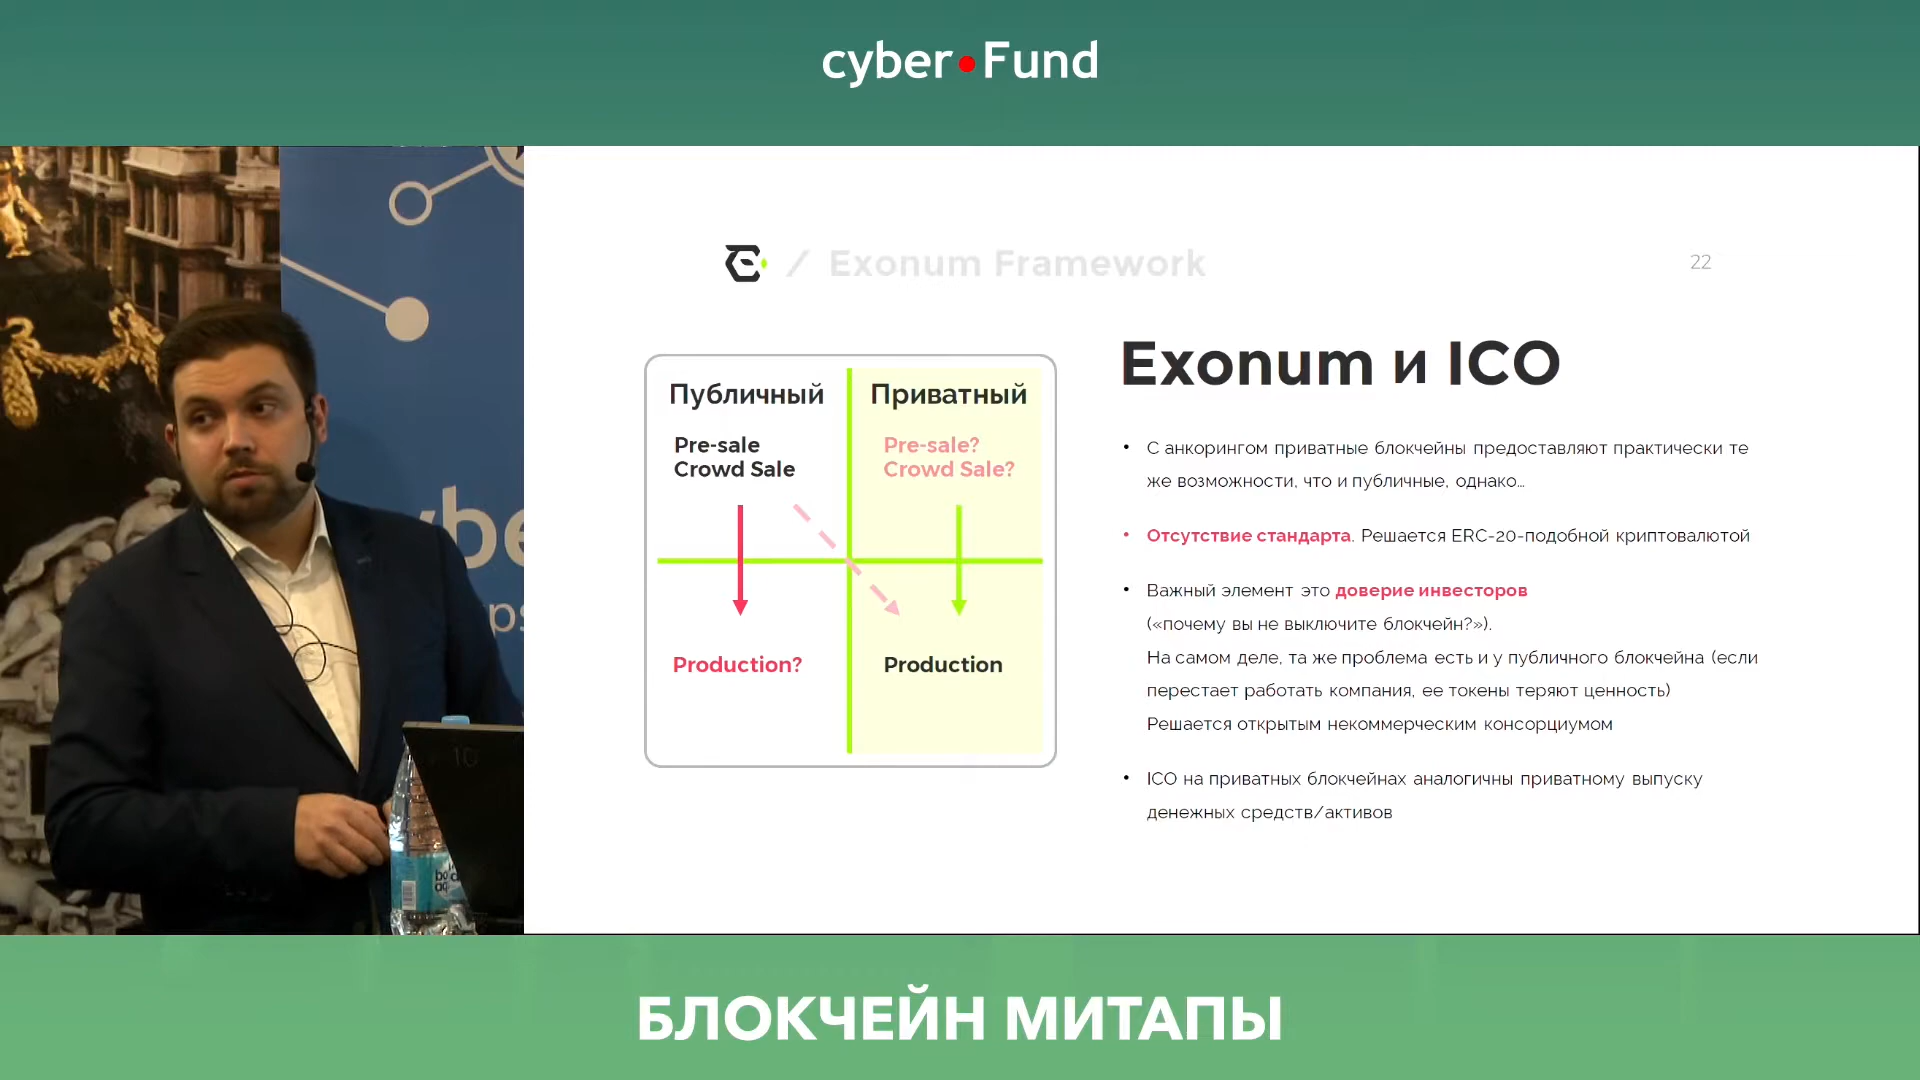 cyber•Fund
Exonum Framework
22
Публичный
Приватный
Pre-sale
Crowd Sale
Pre-sale?
Crowd Sale?
Production?
Production
Exonum и ICO
• С анкорингом приватные блокчейны предоставляют практически те
же возможности, что и публичные, однако...
• Отсутствие стандарта. Решается ERC-20-подобной криптовалютой
• Важный элемент это доверие инвесторов
(«почему вы не выключите блокчейн?»).
На самом деле, та же проблема есть и у публичного блокчейна (если
перестает работать компания, ее токены теряют ценность)
Решается открытым некоммерческим консорциумом
• ICO на приватных блокчейнах аналогичны приватному выпуску
денежных средств/активов
БЛОКЧЕЙН МИТАПЫ